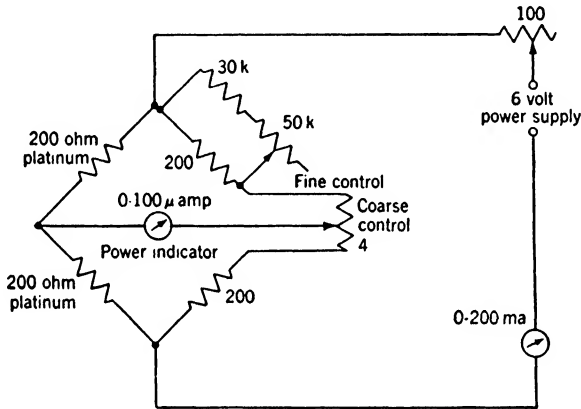 100
30 k
50 k
6 volt
power supply
200 ohm
platinum
200
Fine control
0-100 μ amp
Coarse
control
4
Power indicator
200 ohm
platinum
200
0-200 ma